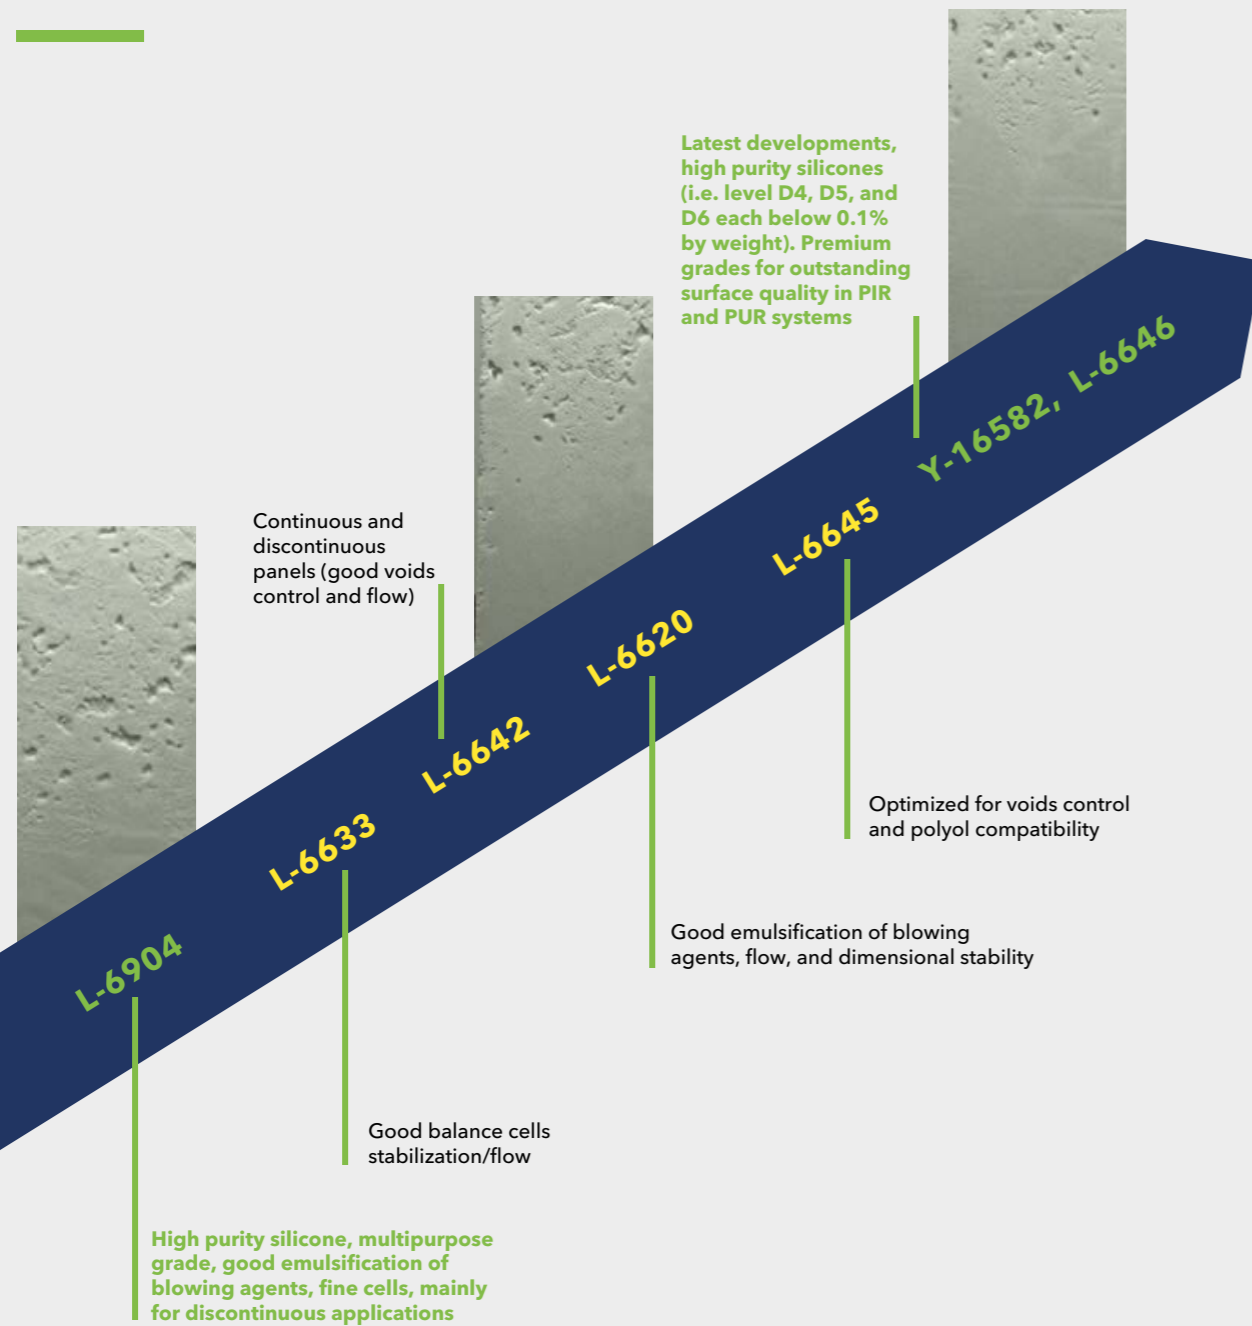 Latest developments,
high purity silicones
(i.e. level D4, D5, and
D6 each below 0.1%
by weight). Premium
grades for outstanding
surface quality in PIR
and PUR systems
Y-16582, L-6646
L-6645
Continuous and
discontinuous
panels (good voids
control and flow)
L-6620
L-6642
Optimized for voids control
and polyol compatibility
L-6633
Good emulsification of blowing
agents, flow, and dimensional stability
L-6904
Good balance cells
stabilization/flow
High purity silicone, multipurpose
grade, good emulsification of
blowing agents, fine cells, mainly
for discontinuous applications